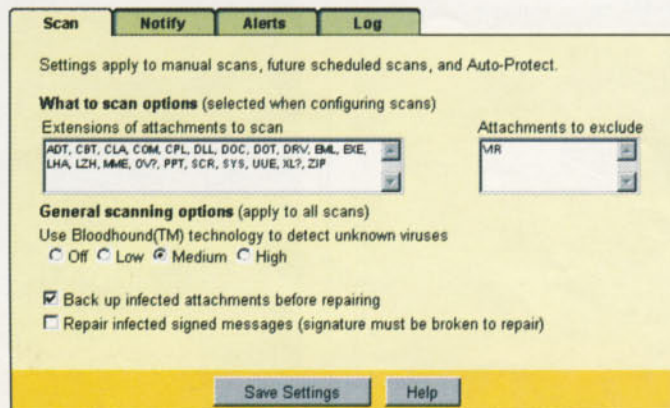 Scan Notify Alerts Log
Settings apply to manual scans, future scheduled scans, and Auto-Protect.
What to scan options (selected when configuring scans)
Extensions of attachments to scan Attachments to exclude
ADT, CBT, CLA, COM, CPL, DLL, DOC, DOT, DRV, EML, EXE, VIR
LHA, LZH, MME, OV?, PPT, SCR, SYS, UUE, XL?, ZIP
General scanning options (apply to all scans)
Use Bloodhound(TM) technology to detect unknown viruses
Off Low Medium High
Back up infected attachments before repairing
Repair infected signed messages (signature must be broken to repair)
Save Settings Help